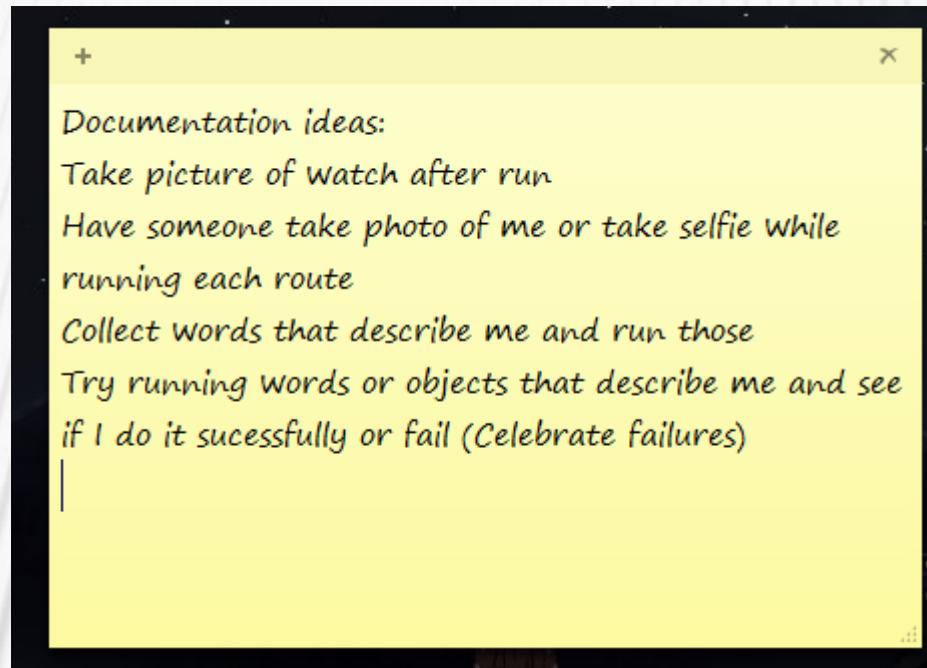 Documentation ideas:
Take picture of watch after run
Have someone take photo of me or take selfie while
running each route
Collect words that describe me and run those
Try running words or objects that describe me and see
if I do it sucessfully or fail (Celebrate failures)